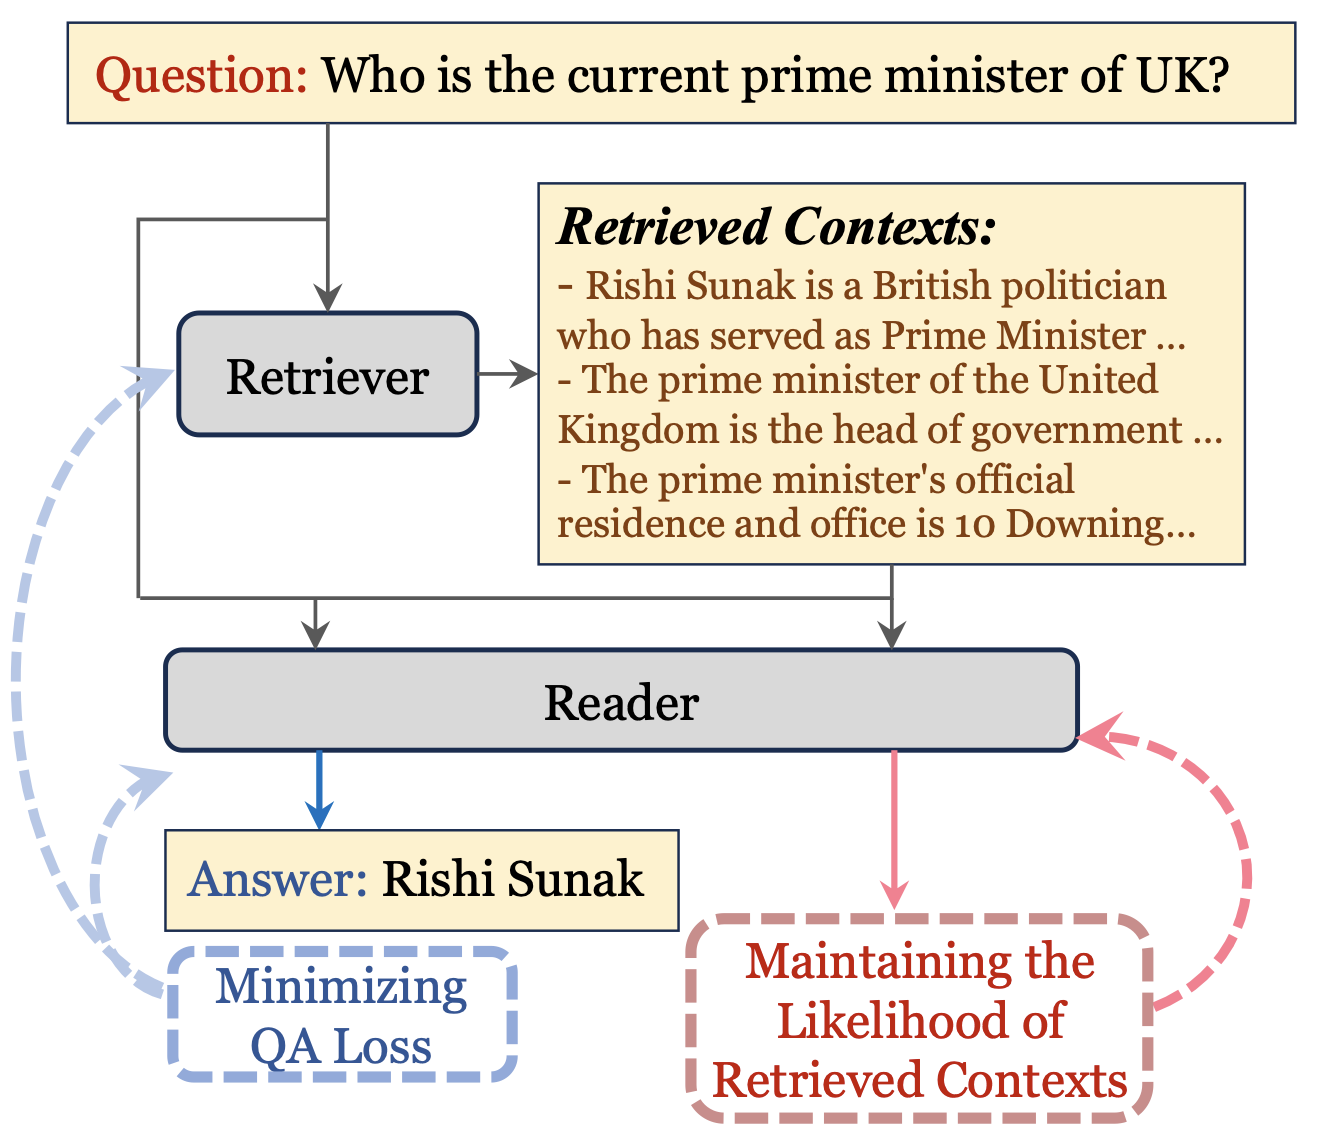 Question: Who is the current prime minister of UK?
Retrieved Contexts:
- Rishi Sunak is a British politician
who has served as Prime Minister ...
- The prime minister of the United
Kingdom is the head of government ...
- The prime minister's official
residence and office is 10 Downing...
Retriever
Reader
Answer: Rishi Sunak
Minimizing
QA Loss
Maintaining the
Likelihood of
Retrieved Contexts